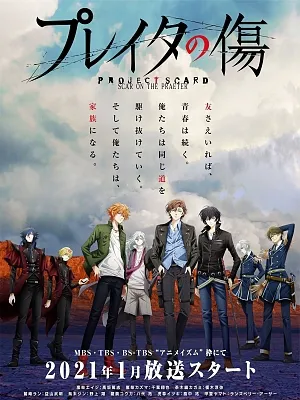 プレイタの傷
PROJECT SCARD
SCAR ON THE PRAETER
友さえいれば、
青春は続く。
俺たちは同じ道を
駆け抜けていく。
そして俺たちは、
家族になる。
MBS・TBS・BS-TBS "アニメイズム" 枠にて
2021年1月放送スタート